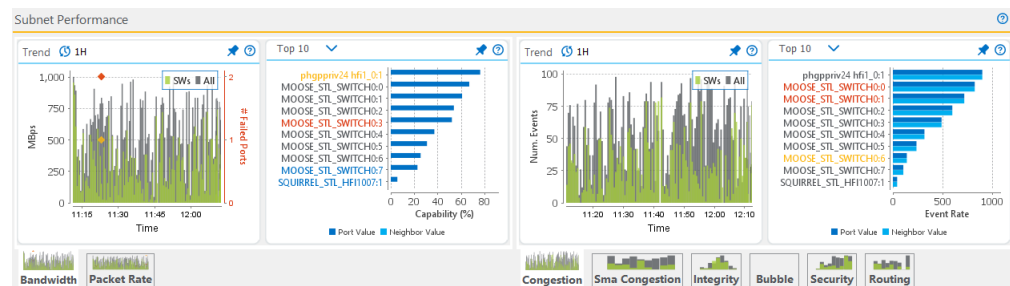 Subnet Performance
Trend 1H
SWs All
1,000
750
500
250
0
MBps
2
1
0
# Failed Ports
11:15 11:30 11:45 12:00
Time
Top 10
phgppriv24 hfi1_0:1
MOOSE_STL_SWITCH0:0
MOOSE_STL_SWITCH0:1
MOOSE_STL_SWITCH0:2
MOOSE_STL_SWITCH0:3
MOOSE_STL_SWITCH0:4
MOOSE_STL_SWITCH0:5
MOOSE_STL_SWITCH0:6
MOOSE_STL_SWITCH0:7
SQUIRREL_STL_HFI1007:1
0 20 40 60 80
Capability (%)
Port Value Neighbor Value
Trend 1H
SWs All
100
75
50
25
0
Num. Events
11:20 11:30 11:40 11:50 12:00 12:10
Time
Top 10
phgppriv24 hfi1_0:1
MOOSE_STL_SWITCH0:0
MOOSE_STL_SWITCH0:1
MOOSE_STL_SWITCH0:2
MOOSE_STL_SWITCH0:3
MOOSE_STL_SWITCH0:4
MOOSE_STL_SWITCH0:5
MOOSE_STL_SWITCH0:6
MOOSE_STL_SWITCH0:7
SQUIRREL_STL_HFI1007:1
0 500 1000
Event Rate
Port Value Neighbor Value
Bandwidth Packet Rate
Congestion Sma Congestion Integrity Bubble Security Routing